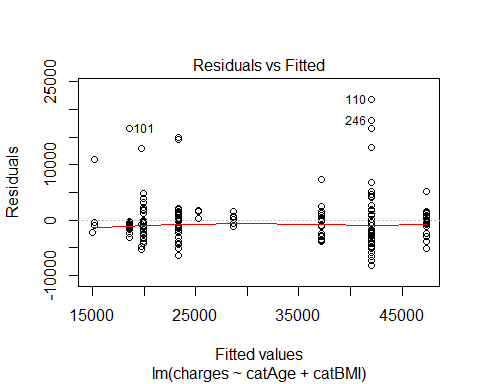 Residuals vs Fitted
25000
10000
0
-10000
Residuals
110
246
101
15000 25000 35000 45000
Fitted values
lm(charges ~ catAge + catBMI)